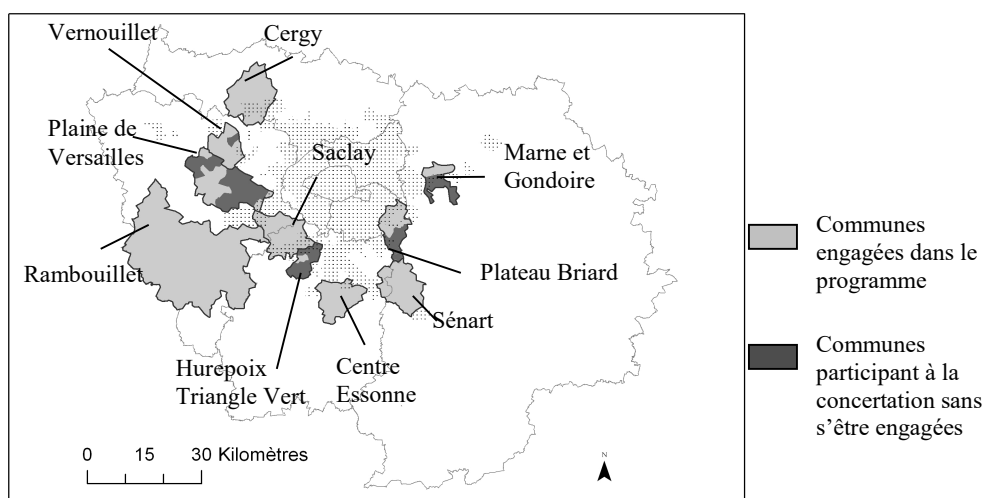 Vernouillet
Cergy
Plaine de
Versailles
Saclay
Marne et
Gondoire
Rambouillet
Plateau Briard
Sénart
Hurepoix
Triangle Vert
Centre
Essonne
0 15 30 Kilomètres
N
Communes
engagées dans le
programme
Communes
participant à la
concertation sans
s’être engagées